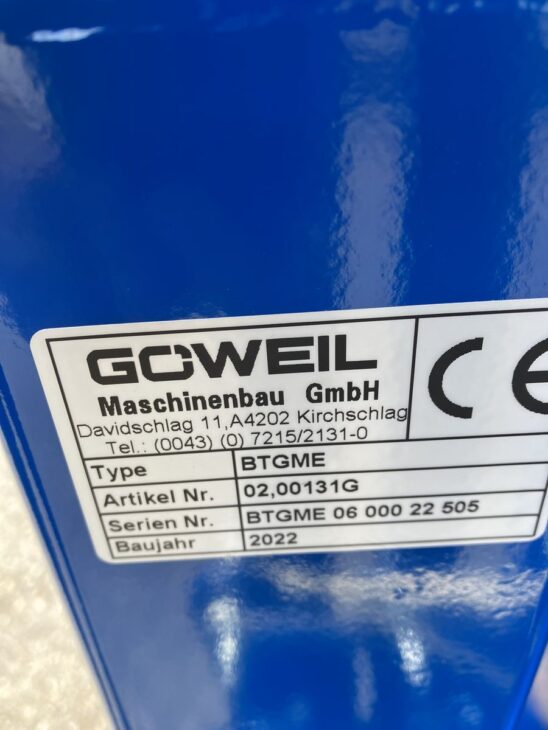 GÖWEIL
Maschinenbau GmbH
Davidschlag 11,A4202 Kirchschlag
Tel.: (0043) (0) 7215/2131-0
CE
Type BTGME
Artikel Nr. 02,00131G
Serien Nr. BTGME 06 000 22 505
Baujahr 2022